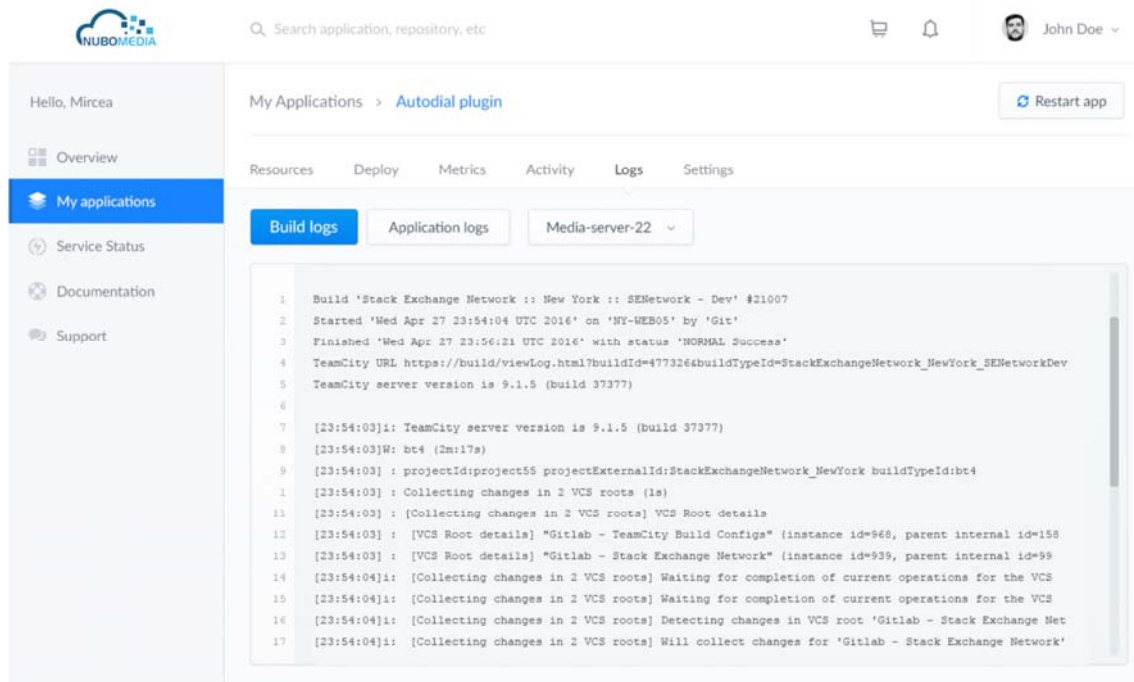 NUBOMEDIA
Search application, repository, etc
John Doe
Hello, Mircea
Overview
My applications
Service Status
Documentation
Support
My Applications > Autodial plugin
Restart app
Resources Deploy Metrics Activity Logs Settings
Build logs Application logs Media-server-22
1 Build 'Stack Exchange Network :: New York :: SENetwork - Dev' #21007
2 Started 'Wed Apr 27 23:54:04 UTC 2016' on 'NY-WEB05' by 'Git'
3 Finished 'Wed Apr 27 23:56:21 UTC 2016' with status 'NORMAL Success'
4 TeamCity URL https://build/viewLog.html?buildId=477326&buildTypeId=StackExchangeNetwork_NewYork_SENetworkDev
5 TeamCity server version is 9.1.5 (build 37377)
6
7 [23:54:03]i: TeamCity server version is 9.1.5 (build 37377)
8 [23:54:03]W: bt4 (2m:17s)
9 [23:54:03] : projectId:project55 projectExternalId:StackExchangeNetwork_NewYork buildTypeId:bt4
1 [23:54:03] : Collecting changes in 2 VCS roots (1s)
11 [23:54:03] : [Collecting changes in 2 VCS roots] VCS Root details
12 [23:54:03] : [VCS Root details] "Gitlab - TeamCity Build Configs" {instance id=968, parent internal id=158
13 [23:54:03] : [VCS Root details] "Gitlab - Stack Exchange Network" {instance id=939, parent internal id=99
14 [23:54:04]i: [Collecting changes in 2 VCS roots] Waiting for completion of current operations for the VCS
15 [23:54:04]i: [Collecting changes in 2 VCS roots] Waiting for completion of current operations for the VCS
16 [23:54:04]i: [Collecting changes in 2 VCS roots] Detecting changes in VCS root 'Gitlab - Stack Exchange Net
17 [23:54:04]i: [Collecting changes in 2 VCS roots] Will collect changes for 'Gitlab - Stack Exchange Network'